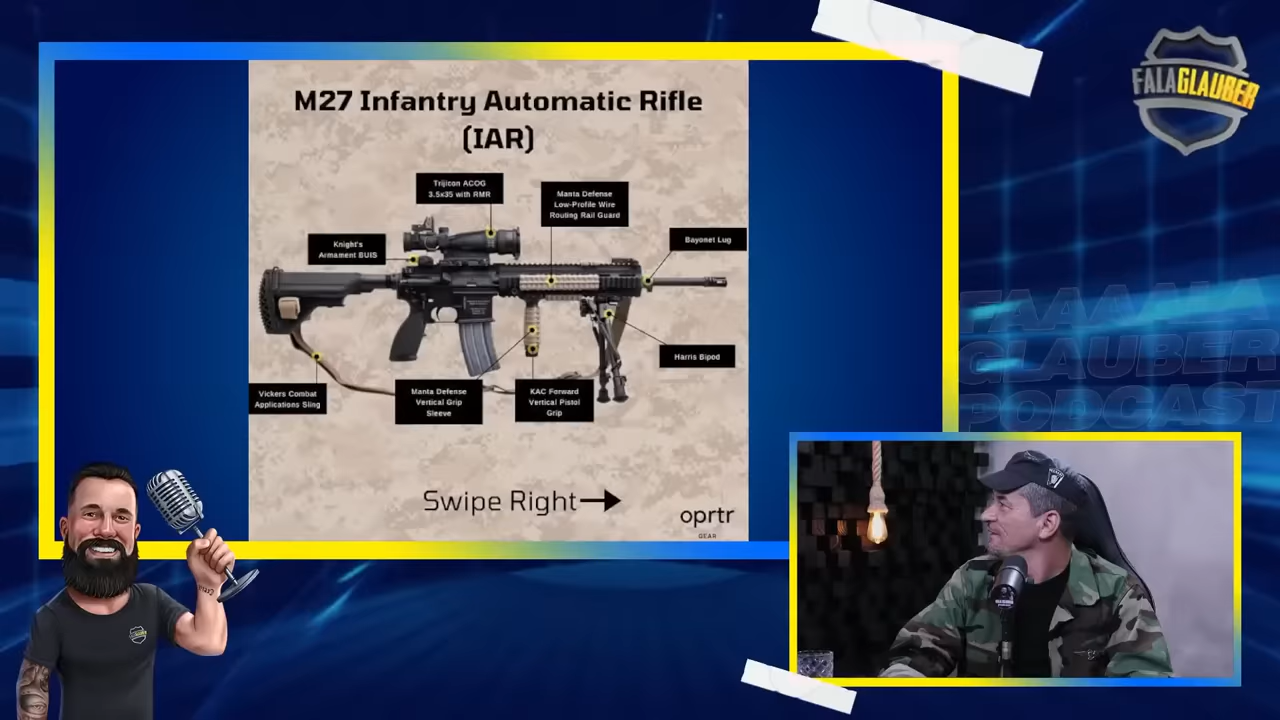 M27 Infantry Automatic Rifle
(IAR)
Trijicon ACOG
3.5x35 with RMR
Manta Defense
Low-Profile Wire
Routing Rail Guard
Knight's
Armament BUIS
Bayonet Lug
Harris Bipod
Vickers Combat
Applications Sling
Manta Defense
Vertical Grip
Sleeve
KAC Forward
Vertical Pistol
Grip
Swipe Right
oprtr
GEAR
FALAGLAUBER
FAAAALA
GLAUBER
PODCAST